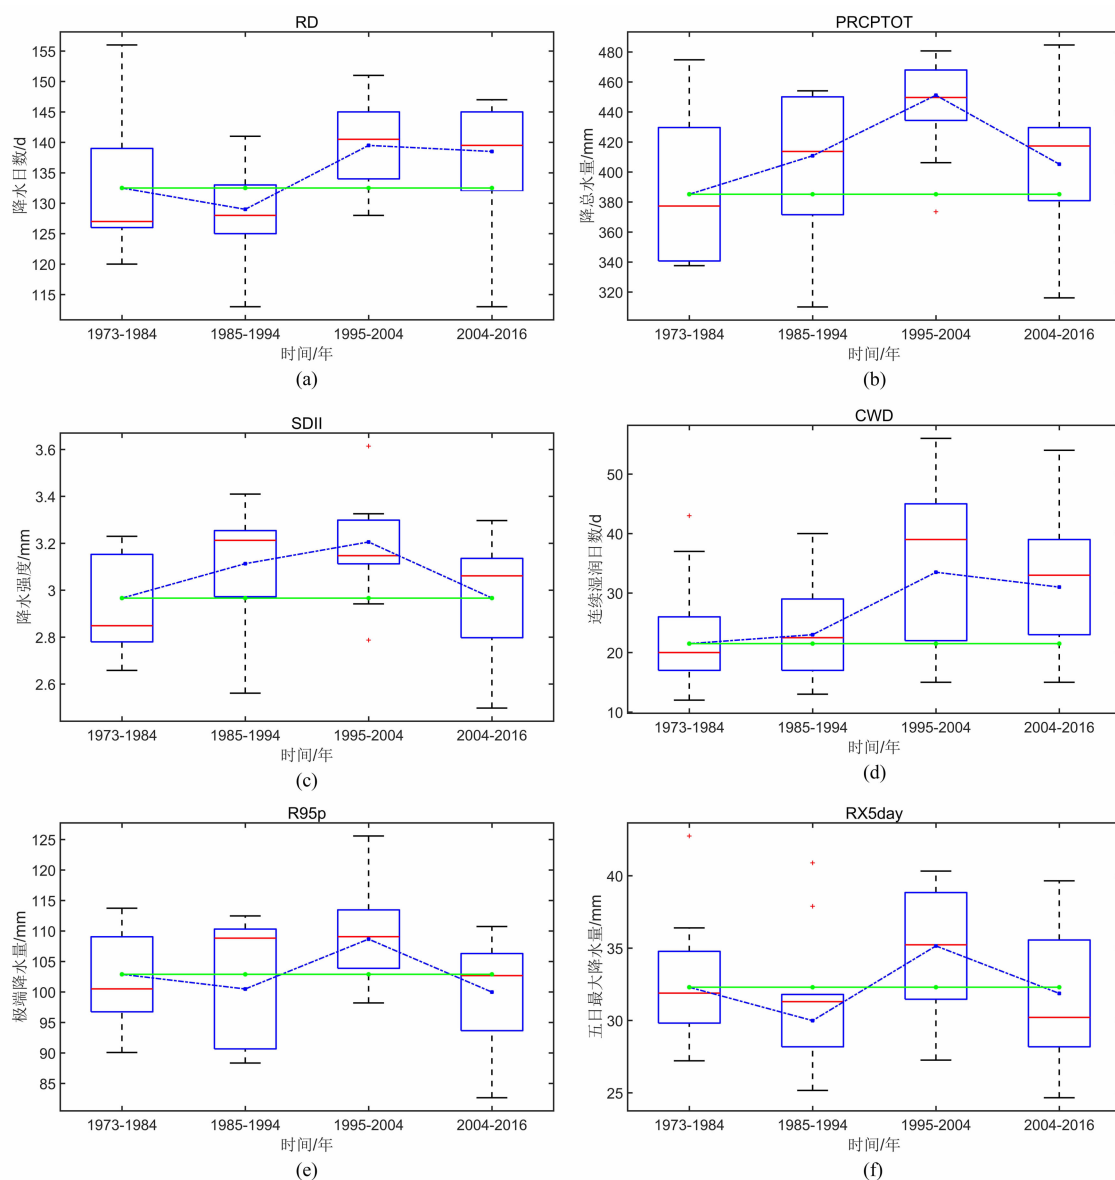 RD
降水日数/d
155
150
145
140
135
130
125
120
115
1973-1984 1985-1994 1995-2004 2004-2016
时间/年
(a)
PRCPTOT
降总水量/mm
480
460
440
420
400
380
360
340
320
1973-1984 1985-1994 1995-2004 2004-2016
时间/年
(b)
SDII
降水强度/mm
3.6
3.4
3.2
3
2.8
2.6
1973-1984 1985-1994 1995-2004 2004-2016
时间/年
(c)
CWD
连续湿润日数/d
50
40
30
20
10
1973-1984 1985-1994 1995-2004 2004-2016
时间/年
(d)
R95p
极端降水量/mm
125
120
115
110
105
100
95
90
85
1973-1984 1985-1994 1995-2004 2004-2016
时间/年
(e)
RX5day
五日最大降水量/mm
40
35
30
25
1973-1984 1985-1994 1995-2004 2004-2016
时间/年
(f)